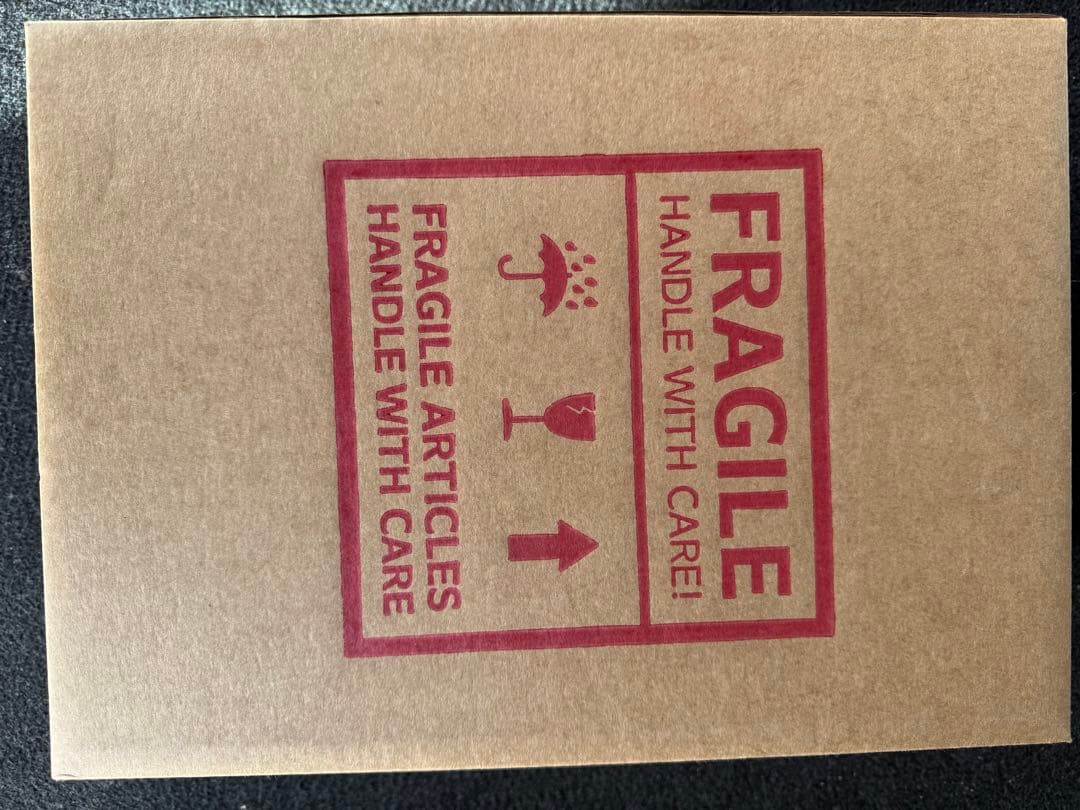 FRAGILE
HANDLE WITH CARE!
FRAGILE ARTICLES
HANDLE WITH CARE